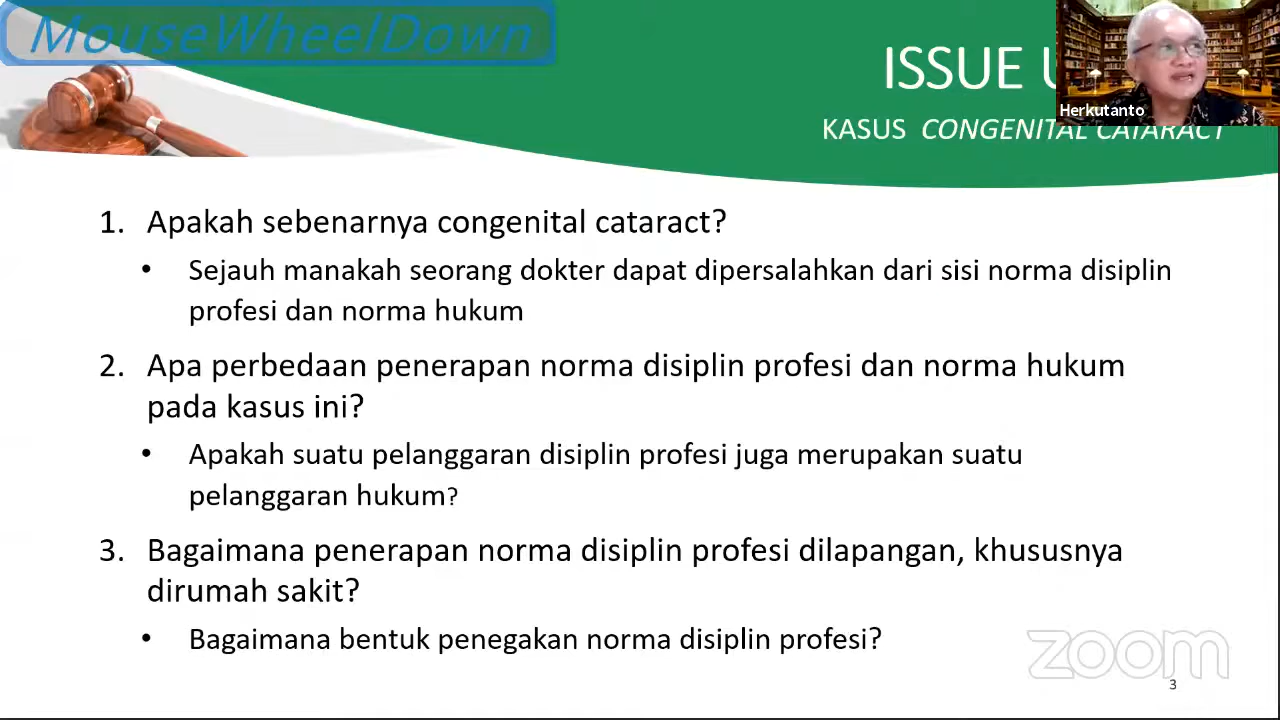 MouseWheelDown
ISSUE
Herkutanto
KASUS CONGENITAL CATARACT
1. Apakah sebenarnya congenital cataract?
• Sejauh manakah seorang dokter dapat dipersalahkan dari sisi norma disiplin
profesi dan norma hukum
2. Apa perbedaan penerapan norma disiplin profesi dan norma hukum
pada kasus ini?
• Apakah suatu pelanggaran disiplin profesi juga merupakan suatu
pelanggaran hukum?
3. Bagaimana penerapan norma disiplin profesi dilapangan, khususnya
dirumah sakit?
• Bagaimana bentuk penegakan norma disiplin profesi?
zoom
3